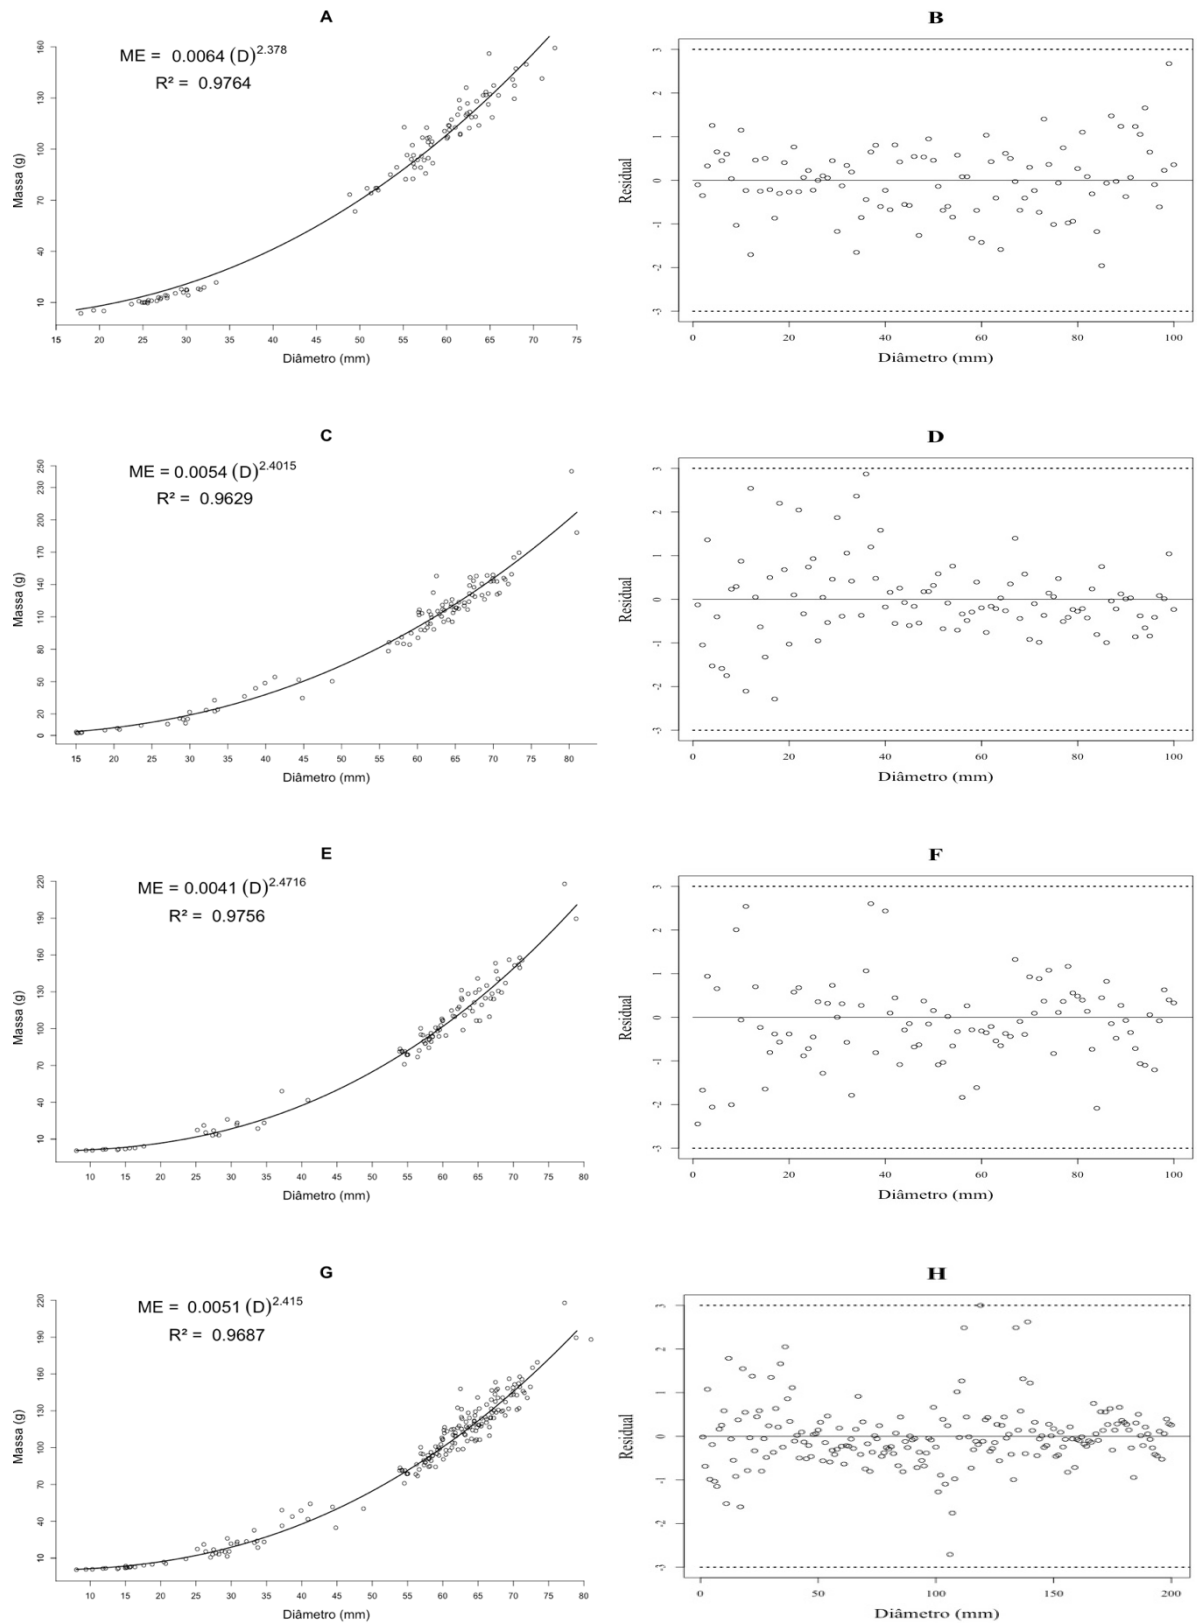 A
ME = 0.0064 (D)^2.378
R² = 0.9764
160
130
100
70
40
10
Massa (g)
15 20 25 30 35 40 45 50 55 60 65 70 75
Diâmetro (mm)
B
3
2
1
0
-1
-2
-3
Residual
0 20 40 60 80 100
Diâmetro (mm)
C
ME = 0.0054 (D)^2.4015
R² = 0.9629
250
230
200
170
140
110
80
50
20
0
Massa (g)
15 20 25 30 35 40 45 50 55 60 65 70 75 80
Diâmetro (mm)
D
3
2
1
0
-1
-2
-3
Residual
0 20 40 60 80 100
Diâmetro (mm)
E
ME = 0.0041 (D)^2.4716
R² = 0.9756
220
190
160
130
100
70
40
10
Massa (g)
10 15 20 25 30 35 40 45 50 55 60 65 70 75 80
Diâmetro (mm)
F
3
2
1
0
-1
-2
-3
Residual
0 20 40 60 80 100
Diâmetro (mm)
G
ME = 0.0051 (D)^2.415
R² = 0.9687
220
190
160
130
100
70
40
10
Massa (g)
10 15 20 25 30 35 40 45 50 55 60 65 70 75 80
Diâmetro (mm)
H
3
2
1
0
-1
-2
-3
Residual
0 50 100 150 200
Diâmetro (mm)